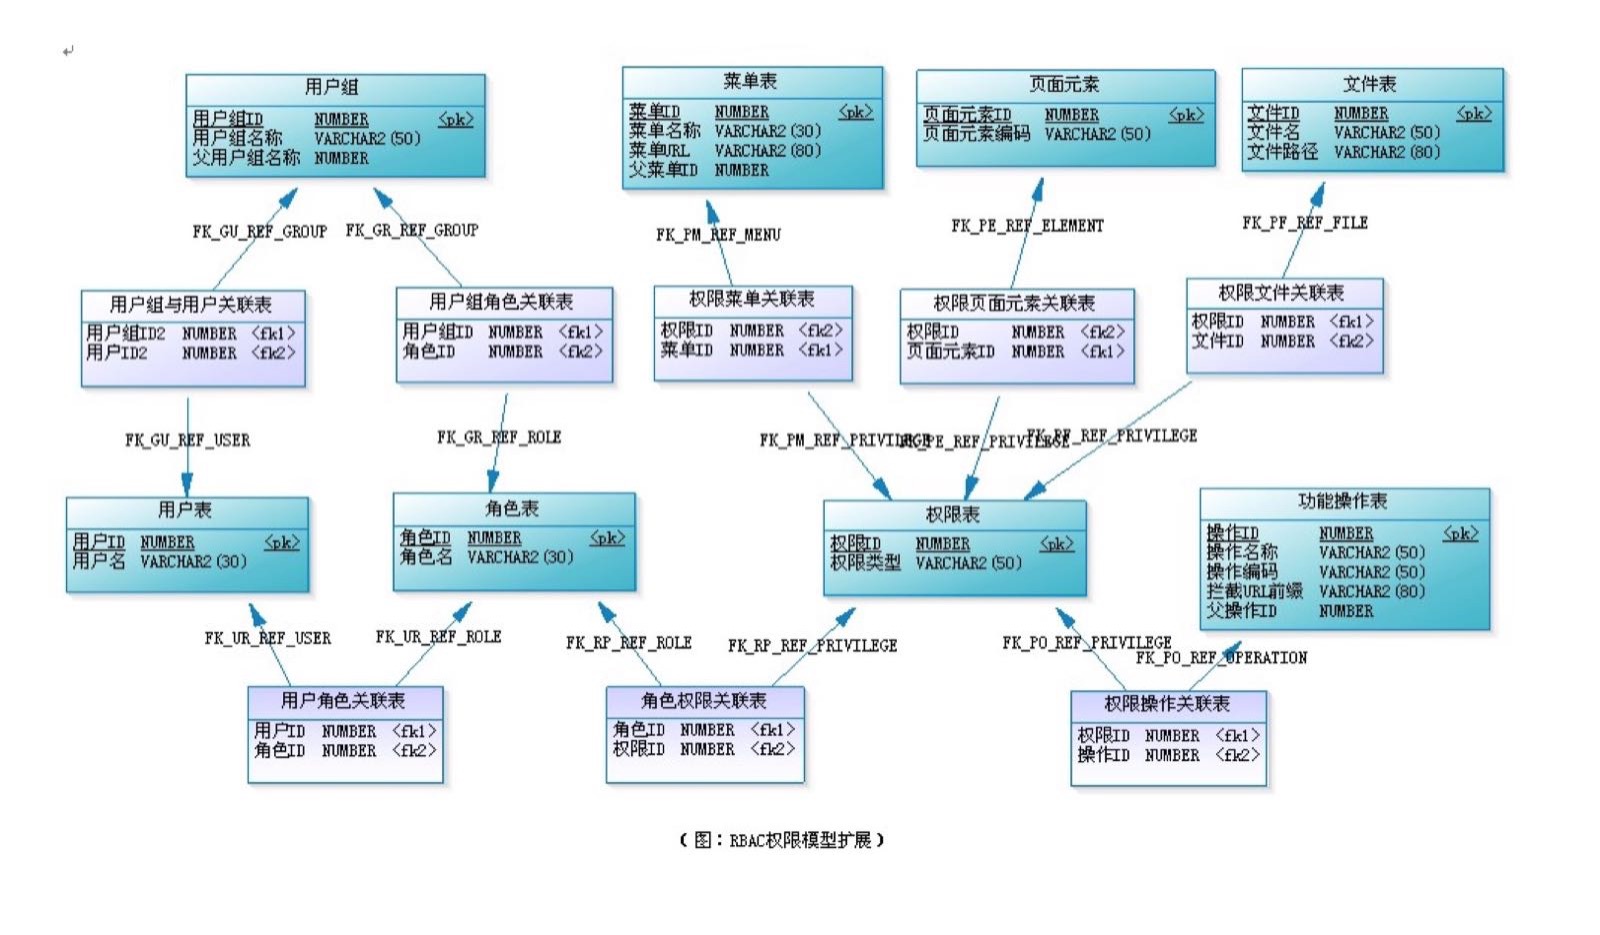 用户组
用户组ID NUMBER <pk>
用户组名称 VARCHAR2(50)
父用户组名称 NUMBER
菜单表
菜单ID NUMBER <pk>
菜单名称 VARCHAR2(30)
菜单URL VARCHAR2(80)
父菜单ID NUMBER
页面元素
页面元素ID NUMBER <pk>
页面元素编码 VARCHAR2(50)
文件表
文件ID NUMBER <pk>
文件名 VARCHAR2(50)
文件路径 VARCHAR2(80)
FK_GU_REF_GROUP
FK_GR_REF_GROUP
FK_PM_REF_MENU
FK_PE_REF_ELEMENT
FK_PF_REF_FILE
用户组与用户关联表
用户组ID2 NUMBER <fk1>
用户ID2 NUMBER <fk2>
用户组角色关联表
用户组ID NUMBER <fk1>
角色ID NUMBER <fk2>
权限菜单关联表
权限ID NUMBER <fk2>
菜单ID NUMBER <fk1>
权限页面元素关联表
权限ID NUMBER <fk2>
页面元素ID NUMBER <fk1>
权限文件关联表
权限ID NUMBER <fk1>
文件ID NUMBER <fk2>
FK_GU_REF_USER
FK_GR_REF_ROLE
FK_PM_REF_PRIVILEGE
FK_PE_REF_PRIVILEGE
FK_PF_REF_PRIVILEGE
用户表
用户ID NUMBER <pk>
用户名 VARCHAR2(30)
角色表
角色ID NUMBER <pk>
角色名 VARCHAR2(30)
权限表
权限ID NUMBER <pk>
权限类型 VARCHAR2(50)
功能操作表
操作ID NUMBER <pk>
操作名称 VARCHAR2(50)
操作编码 VARCHAR2(50)
拦截URL前缀 VARCHAR2(80)
父操作ID NUMBER
FK_UR_REF_USER
FK_UR_REF_ROLE
FK_RP_REF_ROLE
FK_RP_REF_PRIVILEGE
FK_PO_REF_PRIVILEGE
FK_PO_REF_OPERATION
用户角色关联表
用户ID NUMBER <fk1>
角色ID NUMBER <fk2>
角色权限关联表
角色ID NUMBER <fk1>
权限ID NUMBER <fk2>
权限操作关联表
权限ID NUMBER <fk1>
操作ID NUMBER <fk2>
（图：RBAC权限模型扩展）